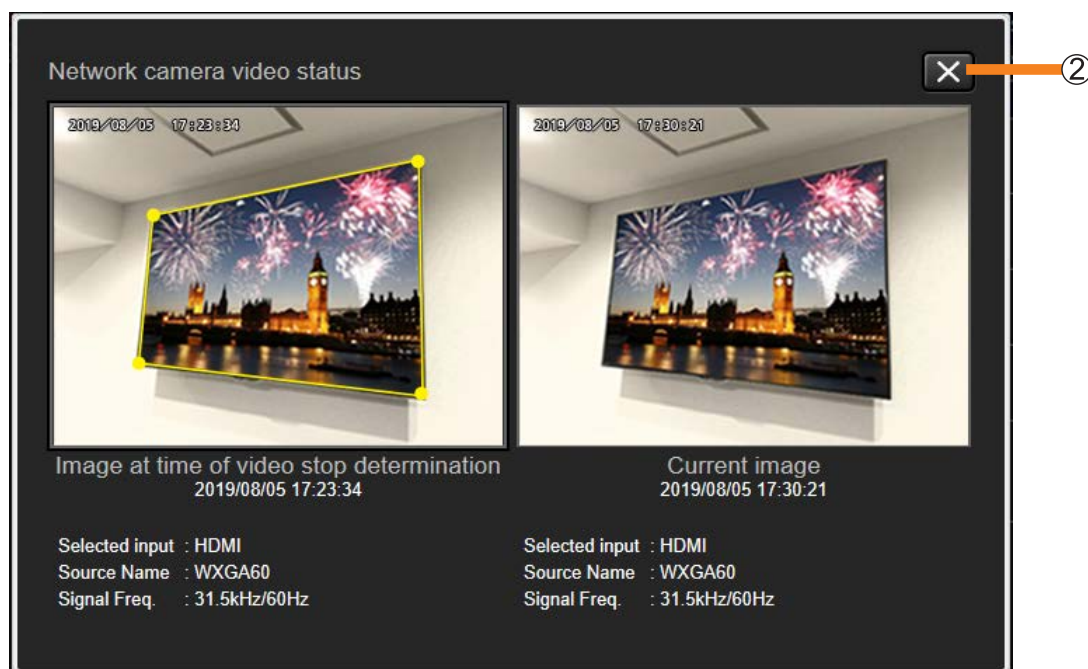 Network camera video status
②
2019/08/05 17:23:34
2019/08/05 17:30:21
Image at time of video stop determination
2019/08/05 17:23:34
Current image
2019/08/05 17:30:21
Selected input : HDMI
Source Name : WXGA60
Signal Freq. : 31.5kHz/60Hz
Selected input : HDMI
Source Name : WXGA60
Signal Freq. : 31.5kHz/60Hz